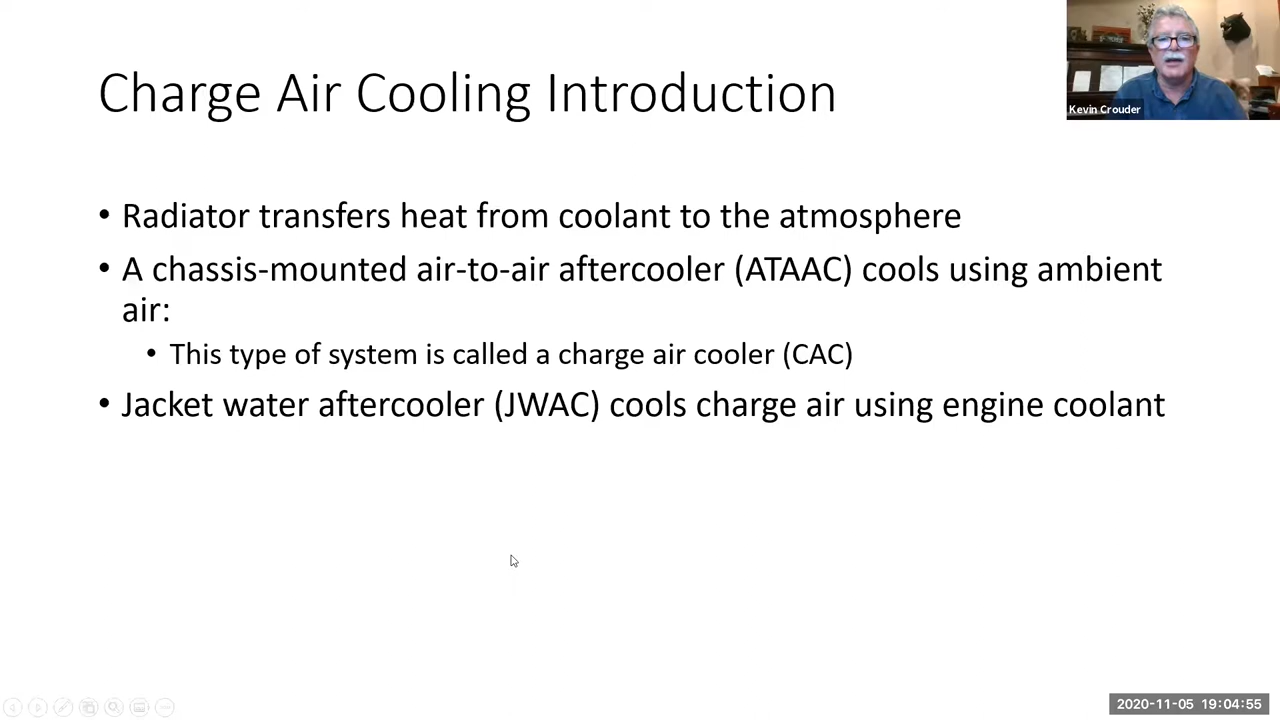 Charge Air Cooling Introduction
Kevin Crouder
• Radiator transfers heat from coolant to the atmosphere
• A chassis-mounted air-to-air aftercooler (ATAAC) cools using ambient
air:
• This type of system is called a charge air cooler (CAC)
• Jacket water aftercooler (JWAC) cools charge air using engine coolant
2020-11-05 19:04:55